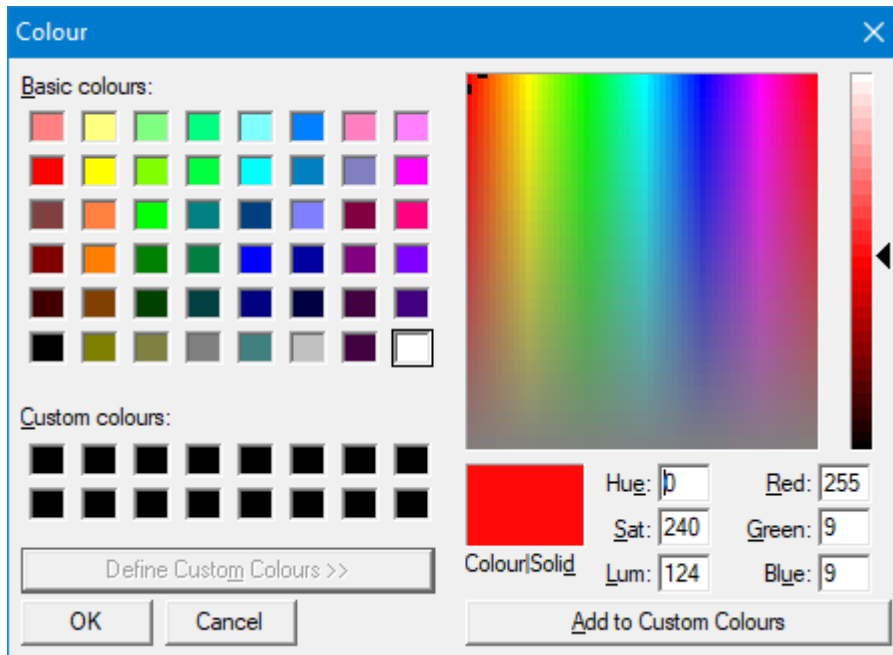 Colour
Basic colours:
Custom colours:
Define Custom Colours >>
OK Cancel
Colour|Solid
Hue: 0 Red: 255
Sat: 240 Green: 9
Lum: 124 Blue: 9
Add to Custom Colours